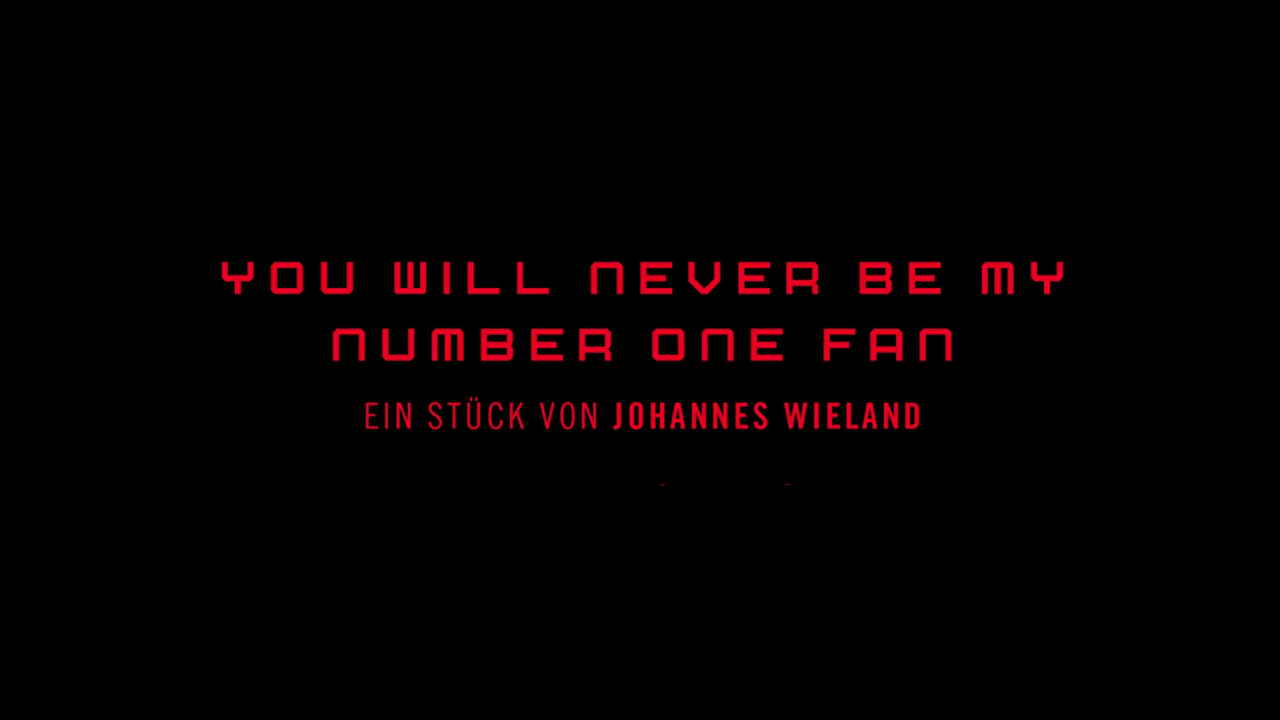 YOU WILL NEVER BE MY
NUMBER ONE FAN
EIN STÜCK VON JOHANNES WIELAND